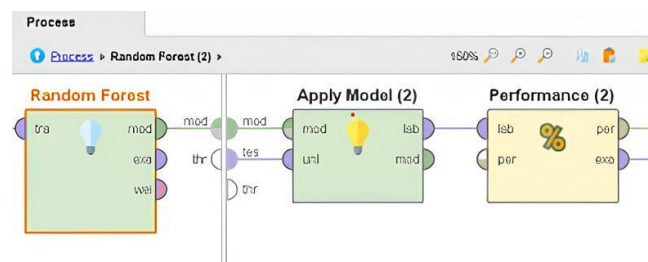 Process
Process ▸ Random Forest (2) ▸
150%
Random Forest
Apply Model (2)
Performance (2)
tra mod mod mod mod lab lab per
exa thr tes unl mod per exa
wei thr